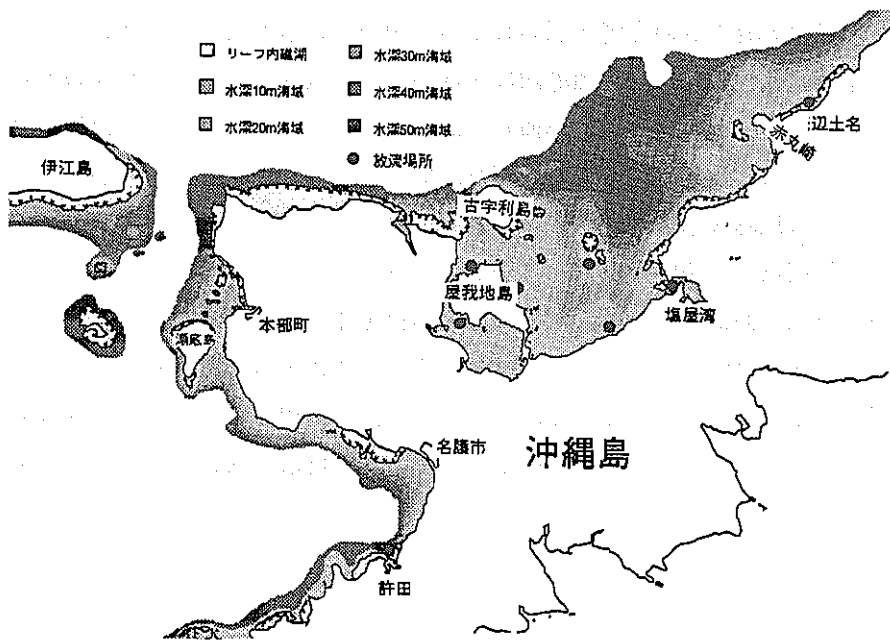 リーフ内礁湖
水深10m海域
水深20m海域
水深30m海域
水深40m海域
水深50m海域
放流場所
伊江島
古宇利島
赤丸崎
辺土名
屋我地島
塩屋湾
本部町
瀬底島
名護市
沖縄島
許田